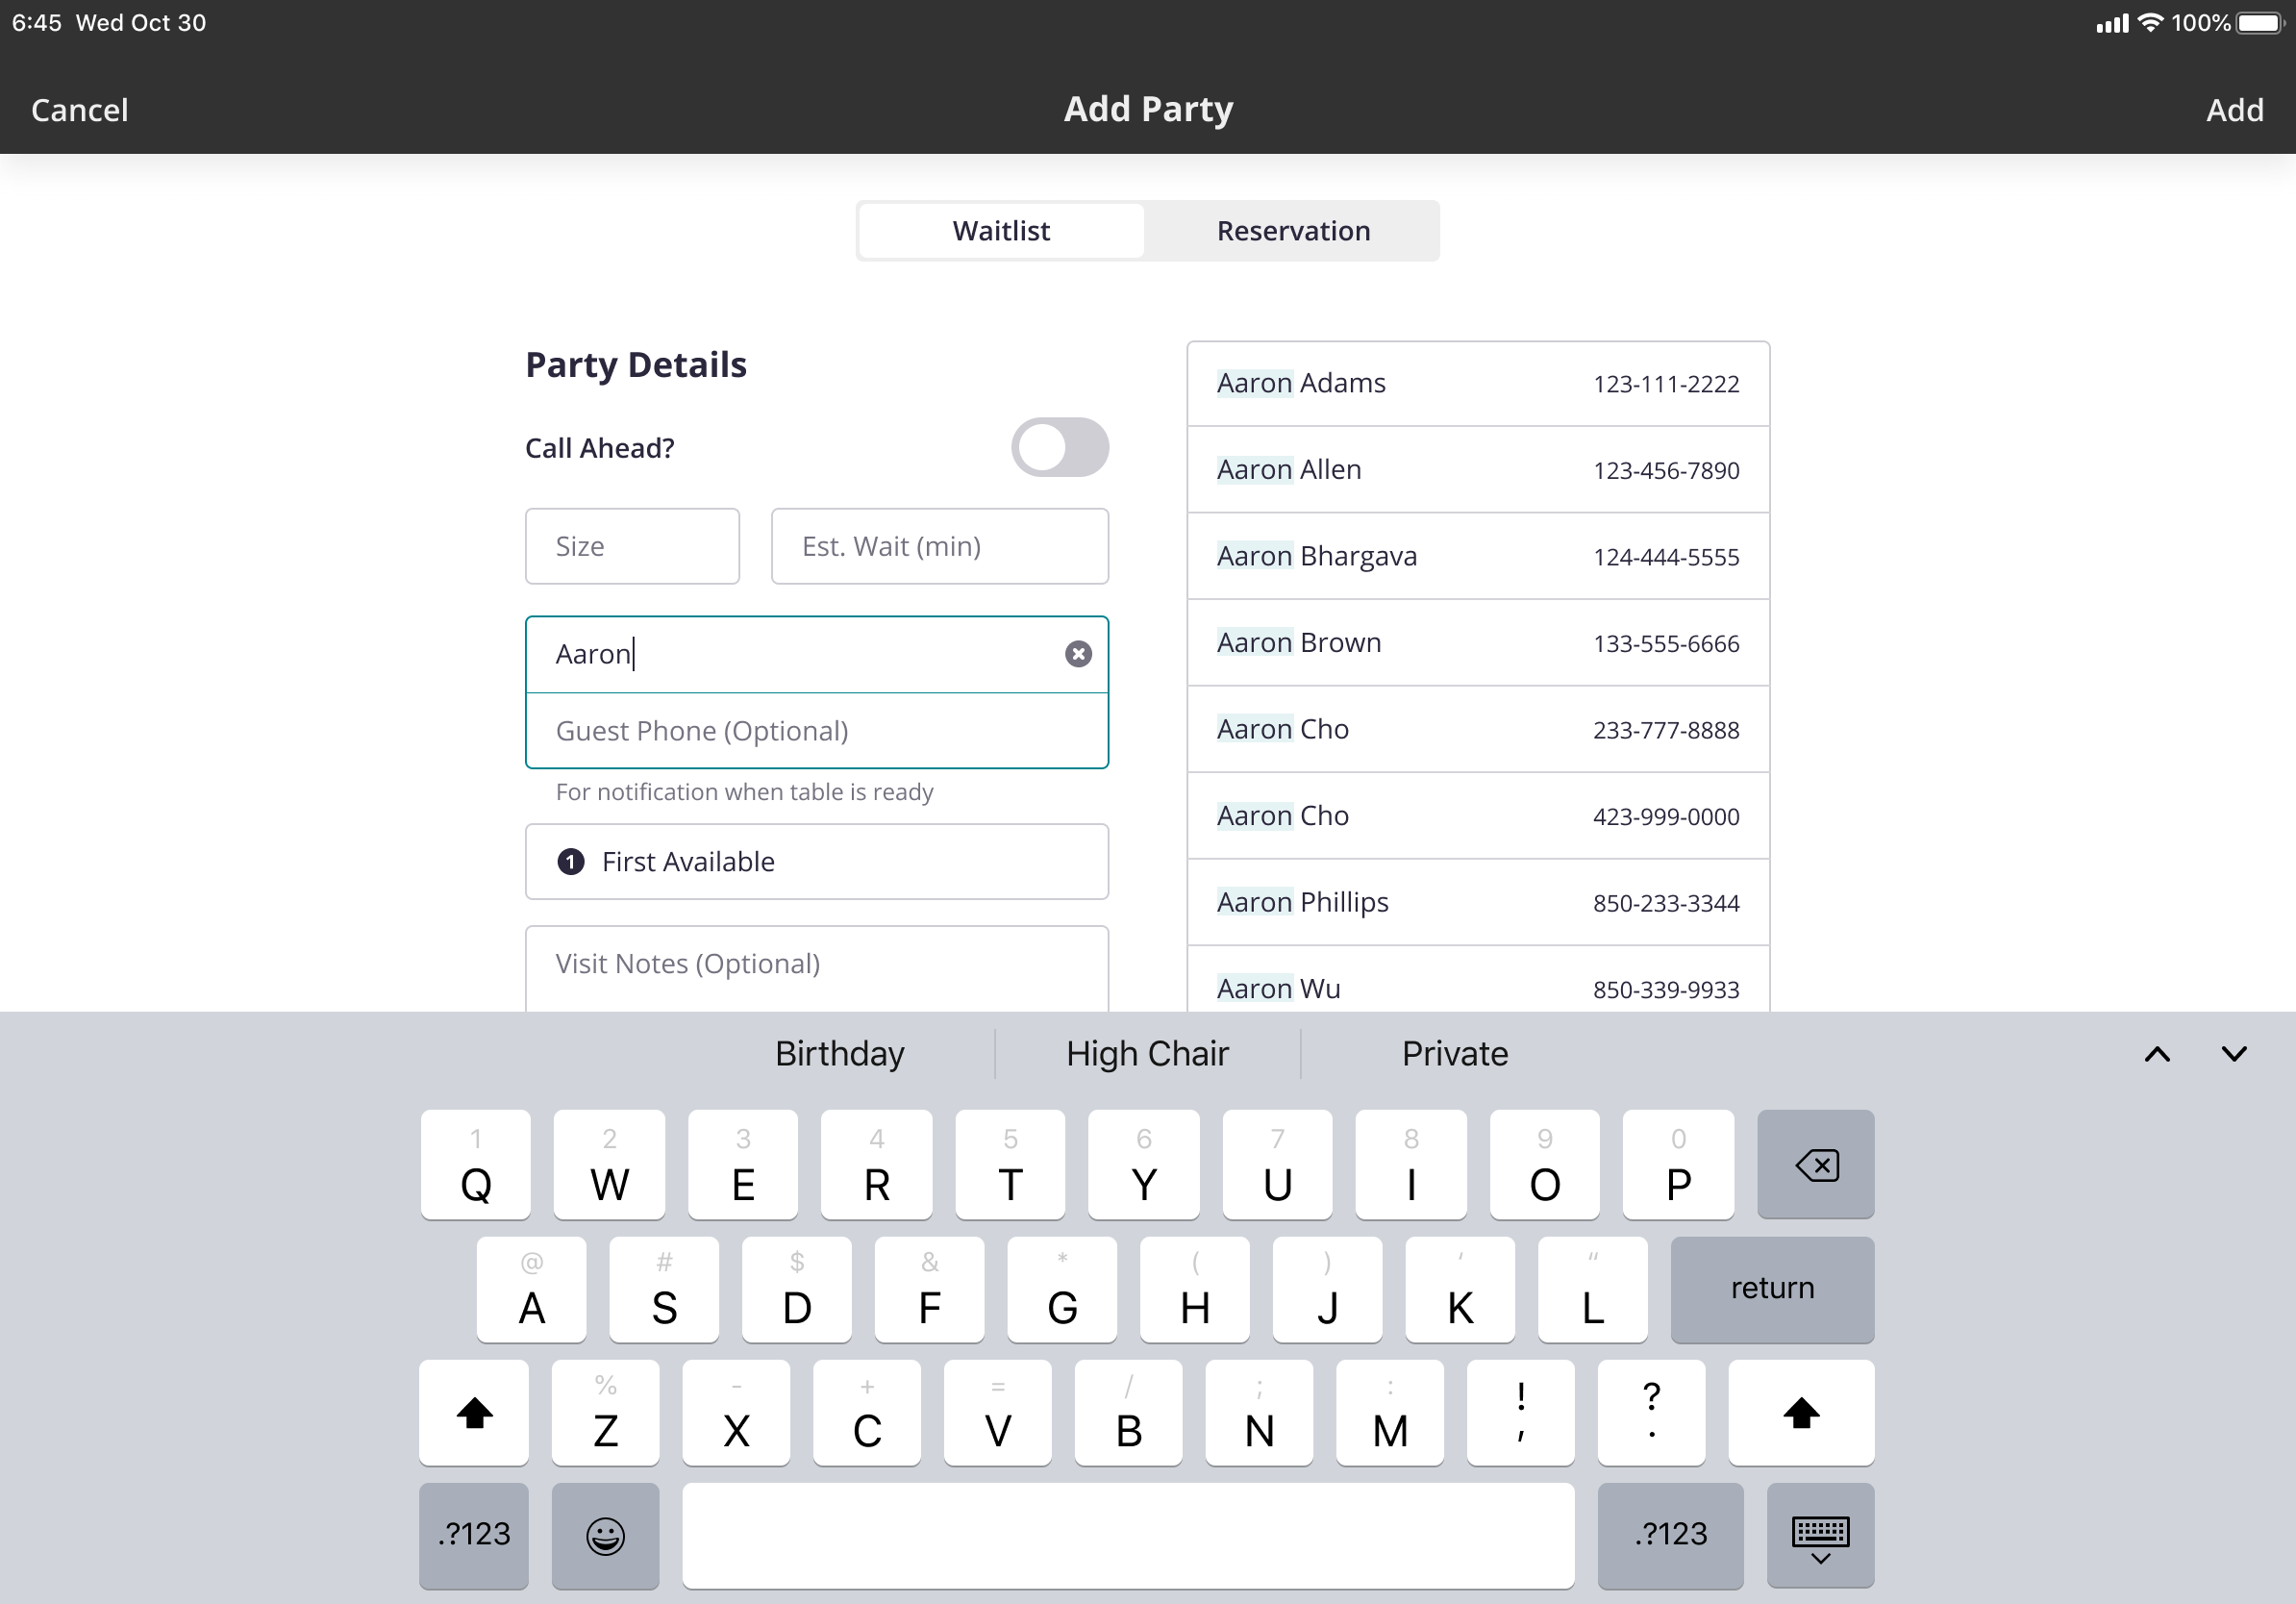 6:45 Wed Oct 30 100%
Cancel Add Party Add
Waitlist Reservation
Party Details
Call Ahead?
Size Est. Wait (min)
Aaron
Guest Phone (Optional)
For notification when table is ready
1 First Available
Visit Notes (Optional)
Aaron Adams 123-111-2222
Aaron Allen 123-456-7890
Aaron Bhargava 124-444-5555
Aaron Brown 133-555-6666
Aaron Cho 233-777-8888
Aaron Cho 423-999-0000
Aaron Phillips 850-233-3344
Aaron Wu 850-339-9933
Birthday High Chair Private
1 2 3 4 5 6 7 8 9 0
Q W E R T Y U I O P
@ # $ & * ( ) ‘ “
A S D F G H J K L return
% - + = / ; : ! ?
Z X C V B N M , .
.?123 .?123